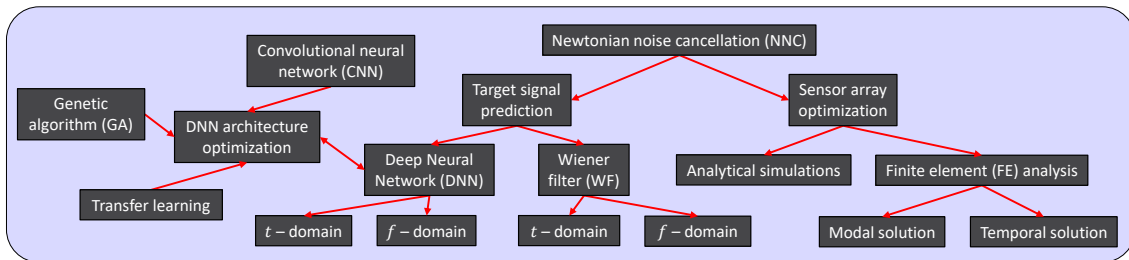 Newtonian noise cancellation (NNC)
Convolutional neural
network (CNN)
Target signal
prediction
Sensor array
optimization
Genetic
algorithm (GA)
DNN architecture
optimization
Deep Neural
Network (DNN)
Wiener
filter (WF)
Analytical simulations
Finite element (FE) analysis
Transfer learning
t – domain
f – domain
t – domain
f – domain
Modal solution
Temporal solution